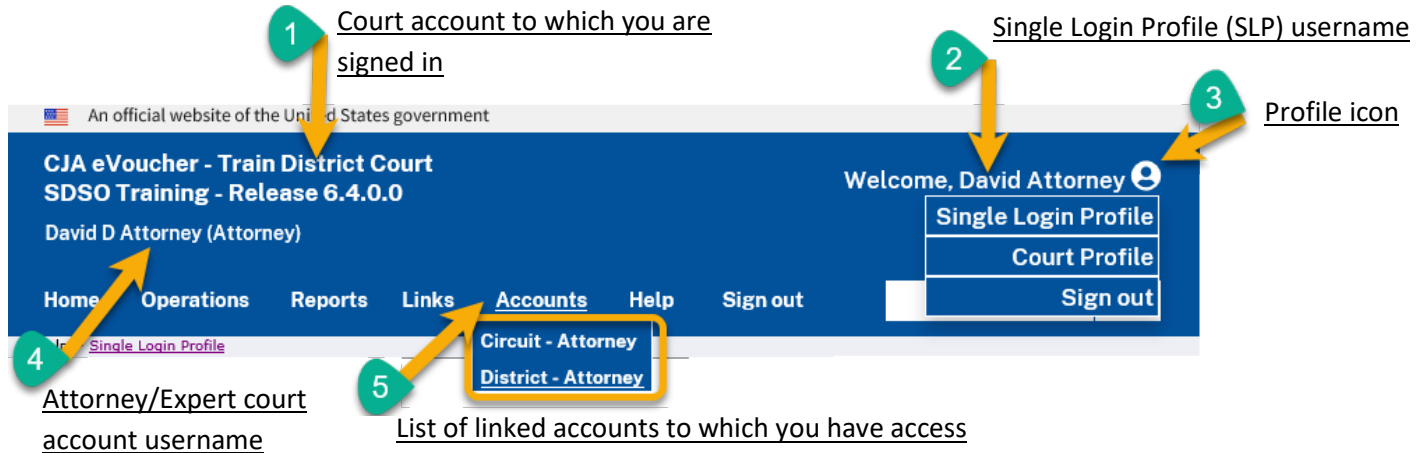 1
Court account to which you are
signed in
2
Single Login Profile (SLP) username
3
Profile icon
An official website of the United States government
CJA eVoucher - Train District Court
SDSO Training - Release 6.4.0.0
David D Attorney (Attorney)
Welcome, David Attorney
Single Login Profile
Court Profile
Sign out
Home Operations Reports Links Accounts Help Sign out
Single Login Profile
Circuit - Attorney
District - Attorney
4
Attorney/Expert court
account username
5
List of linked accounts to which you have access